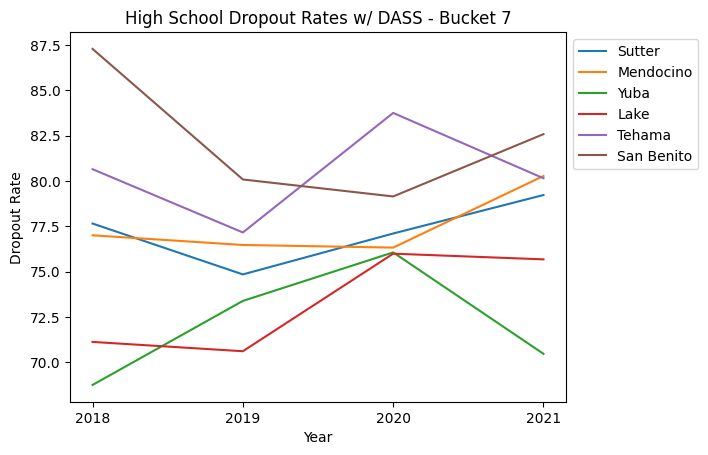 High School Dropout Rates w/ DASS - Bucket 7
87.5
85.0
82.5
80.0
77.5
75.0
72.5
70.0
Dropout Rate
2018 2019 2020 2021
Year
Sutter
Mendocino
Yuba
Lake
Tehama
San Benito